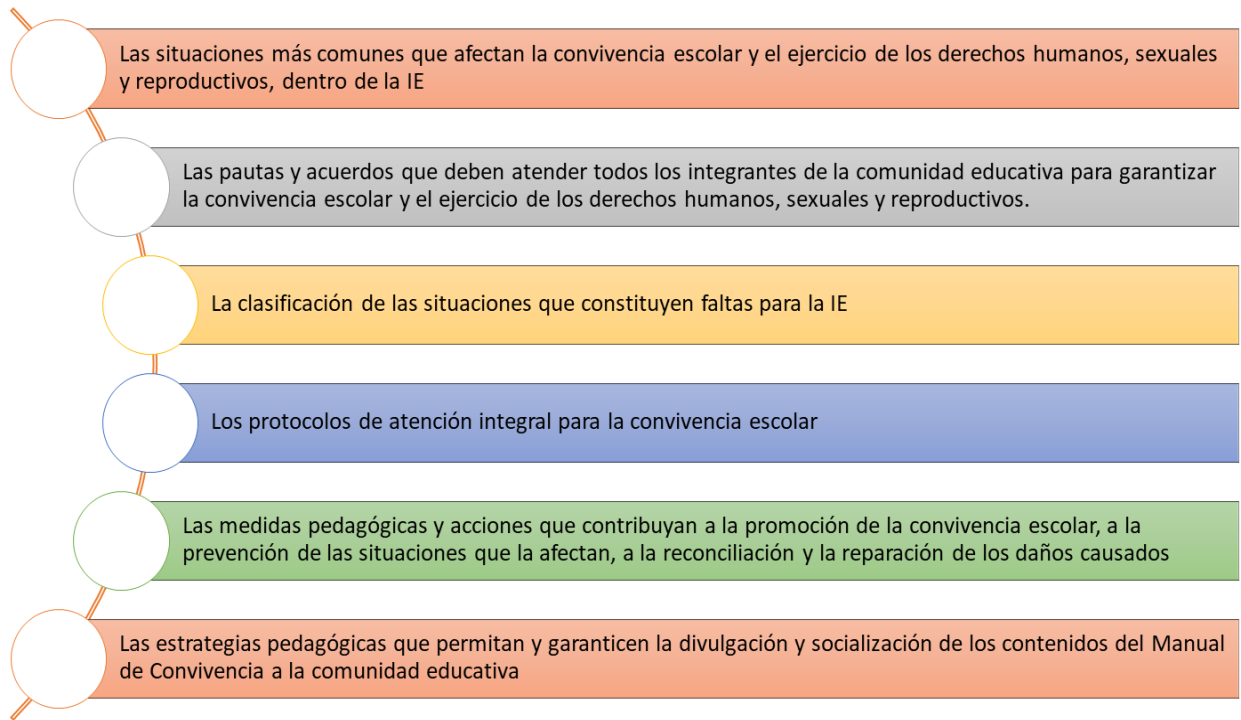 Las situaciones más comunes que afectan la convivencia escolar y el ejercicio de los derechos humanos, sexuales
y reproductivos, dentro de la IE
Las pautas y acuerdos que deben atender todos los integrantes de la comunidad educativa para garantizar
la convivencia escolar y el ejercicio de los derechos humanos, sexuales y reproductivos.
La clasificación de las situaciones que constituyen faltas para la IE
Los protocolos de atención integral para la convivencia escolar
Las medidas pedagógicas y acciones que contribuyan a la promoción de la convivencia escolar, a la
prevención de las situaciones que la afectan, a la reconciliación y la reparación de los daños causados
Las estrategias pedagógicas que permitan y garanticen la divulgación y socialización de los contenidos del Manual
de Convivencia a la comunidad educativa